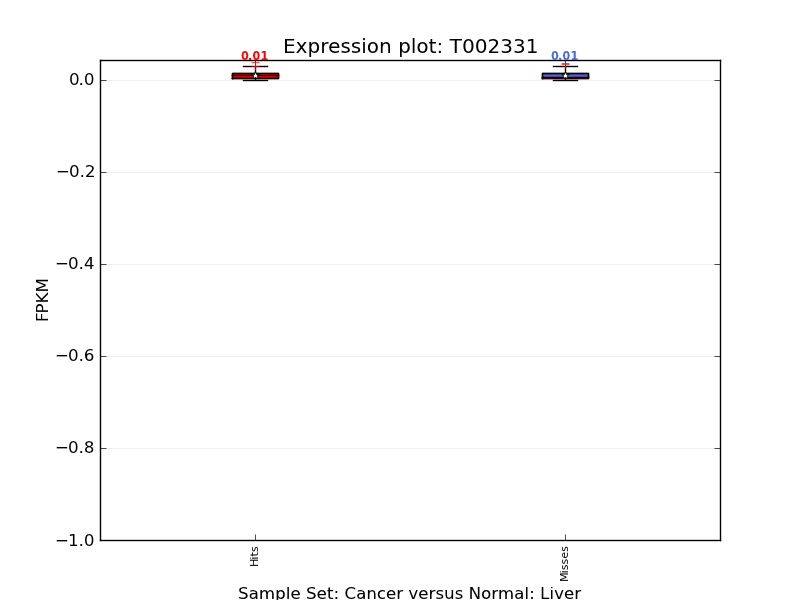 Expression plot: T002331
0.01
0.01
0.0
−0.2
−0.4
−0.6
−0.8
−1.0
FPKM
Hits
Misses
Sample Set: Cancer versus Normal: Liver